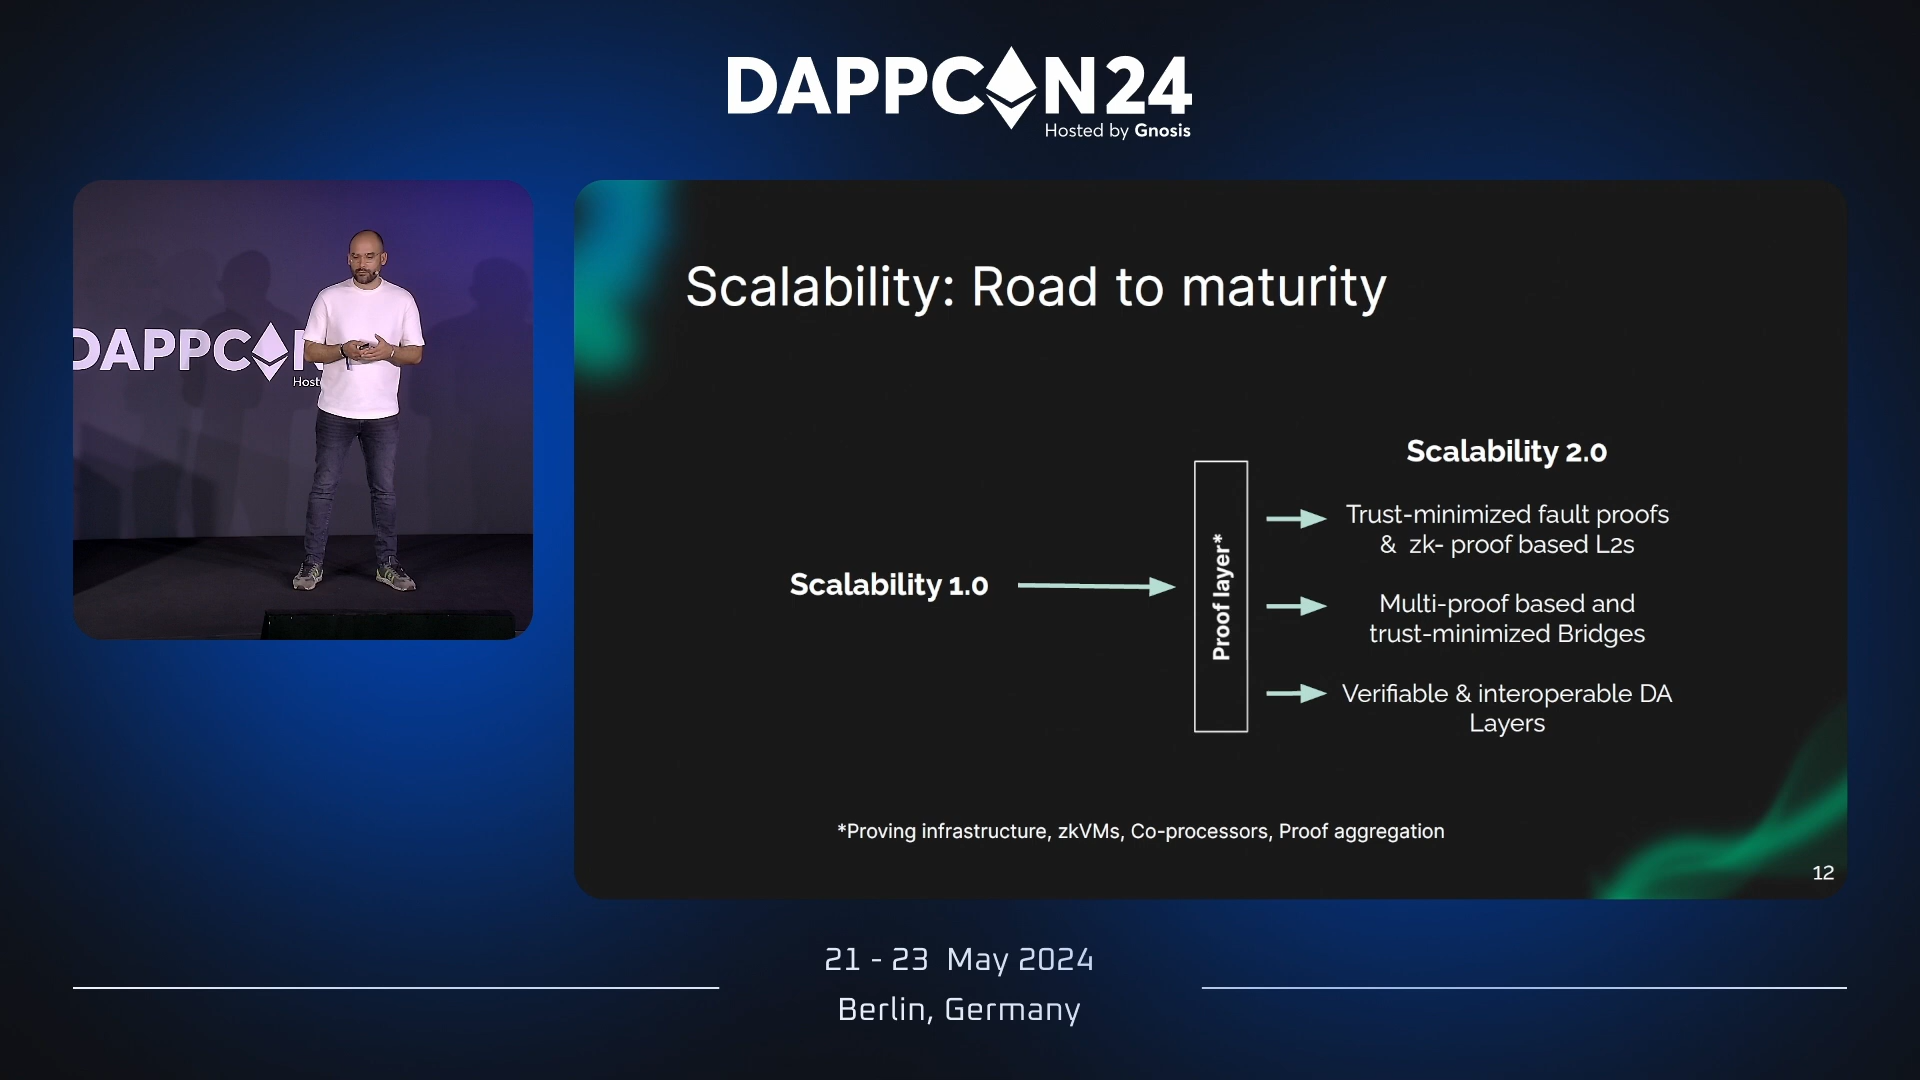 DAPPCON24
Hosted by Gnosis
DAPPCON
Host
Scalability: Road to maturity
Scalability 2.0
Trust-minimized fault proofs
& zk- proof based L2s
Scalability 1.0
Proof layer*
Multi-proof based and
trust-minimized Bridges
Verifiable & interoperable DA
Layers
*Proving infrastructure, zkVMs, Co-processors, Proof aggregation
12
21 - 23 May 2024
Berlin, Germany